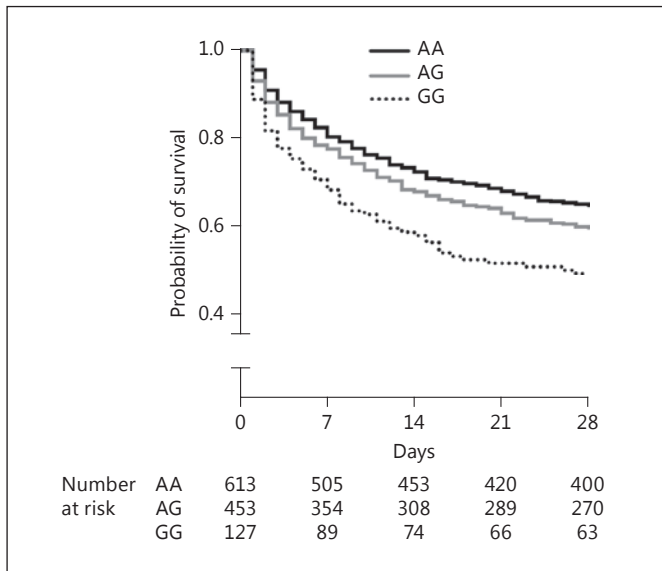 1.0
0.8
0.6
0.4
Probability of survival
AA
AG
GG
0 7 14 21 28
Days
Number AA 613 505 453 420 400
at risk AG 453 354 308 289 270
GG 127 89 74 66 63